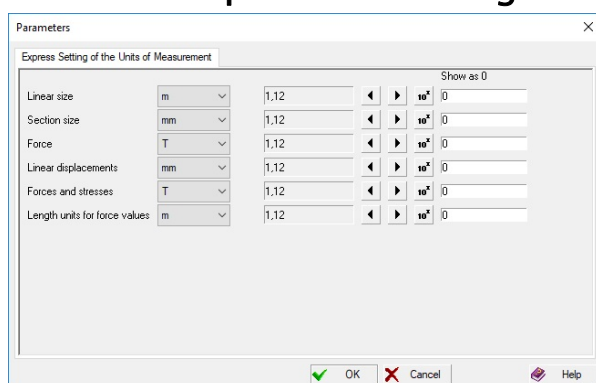 Parameters
Express Setting of the Units of Measurement
Show as 0
Linear size m 1,12 10ˣ 0
Section size mm 1,12 10ˣ 0
Force T 1,12 10ˣ 0
Linear displacements mm 1,12 10ˣ 0
Forces and stresses T 1,12 10ˣ 0
Length units for force values m 1,12 10ˣ 0
OK Cancel Help